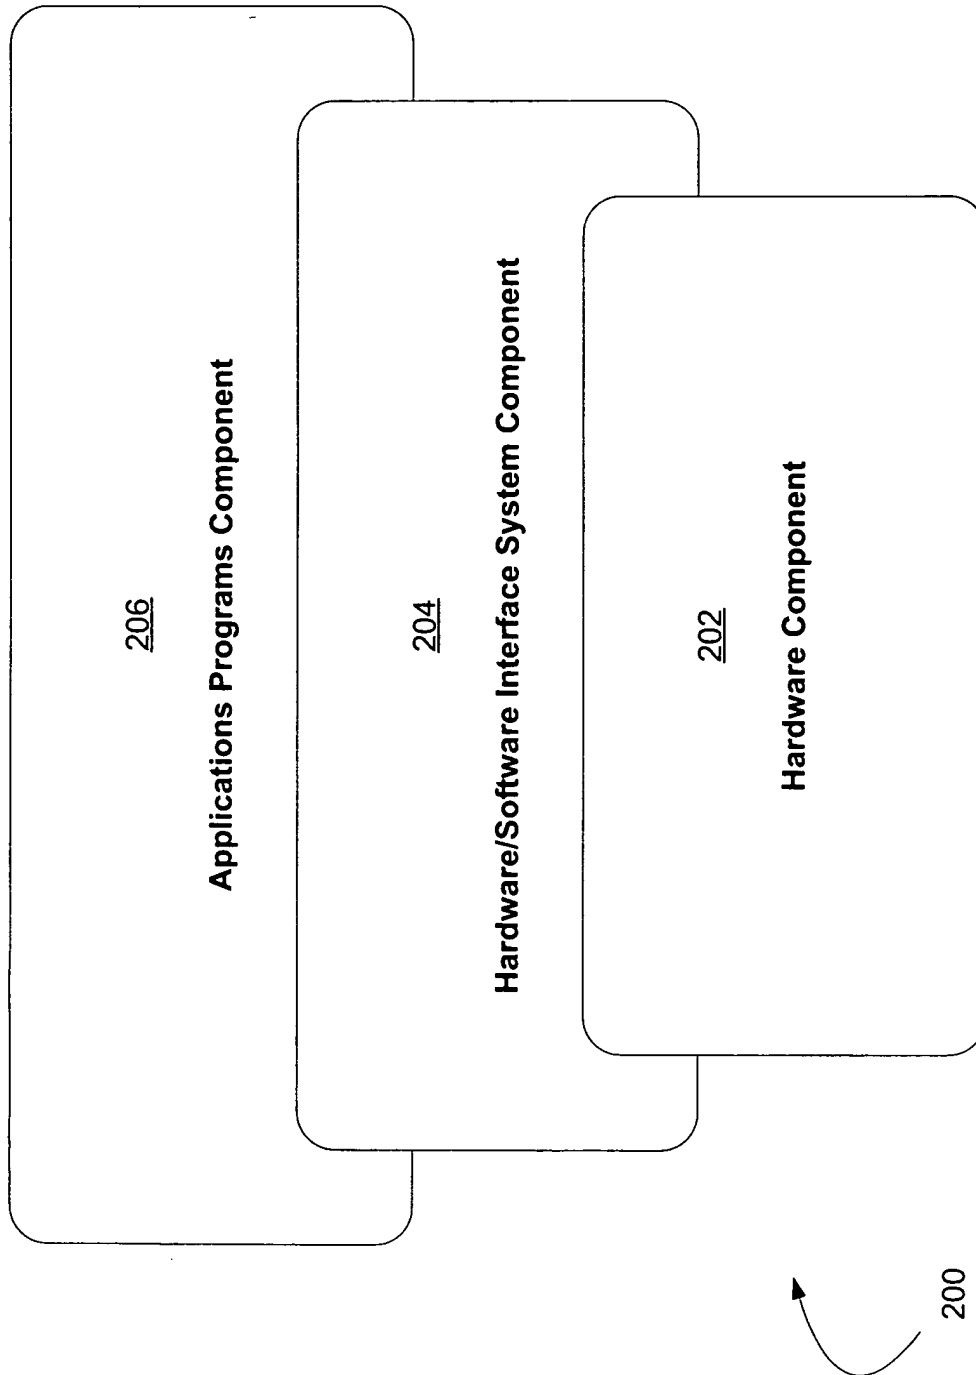 206
Applications Programs Component
204
Hardware/Software Interface System Component
202
Hardware Component
200